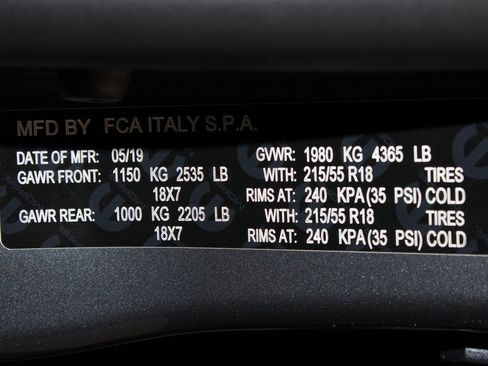 MFD BY FCA ITALY S.P.A.
DATE OF MFR: 05/19 GVWR: 1980 KG 4365 LB
GAWR FRONT: 1150 KG 2535 LB WITH: 215/55 R18 TIRES
18X7 RIMS AT: 240 KPA(35 PSI) COLD
GAWR REAR: 1000 KG 2205 LB WITH: 215/55 R18 TIRES
18X7 RIMS AT: 240 KPA(35 PSI) COLD